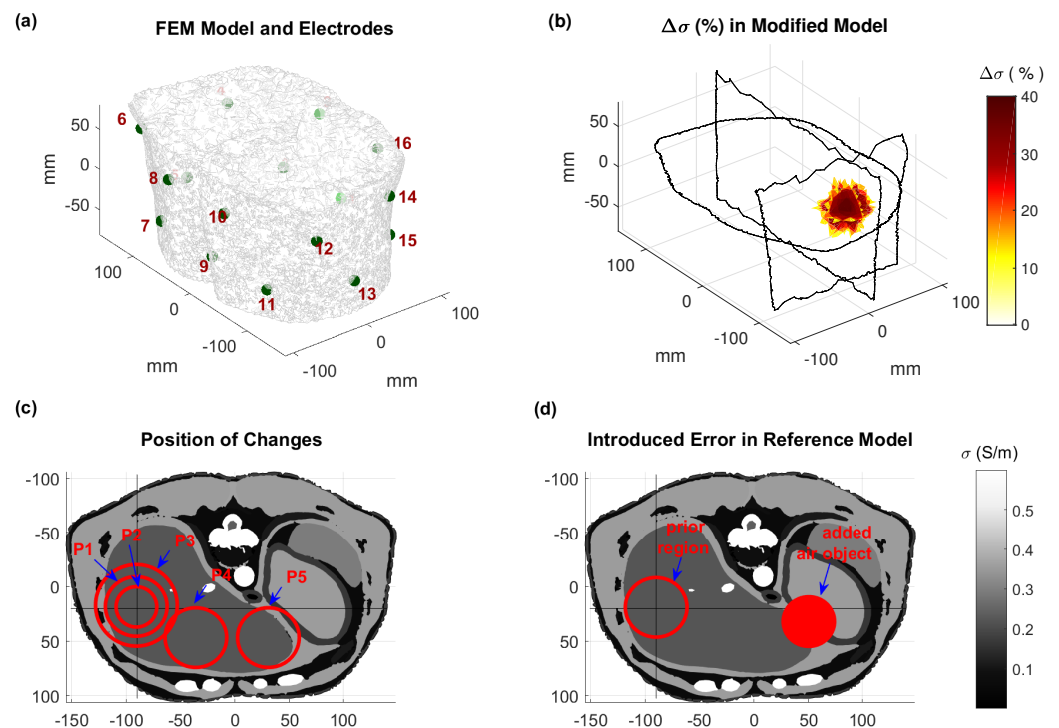 (a)
FEM Model and Electrodes
50
0
-50
mm
6
8
7
10
9
11
12
13
14
15
16
100
0
-100
mm
-100
0
100
mm
(b)
Δσ (%) in Modified Model
50
0
-50
mm
100
0
-100
mm
-100
0
100
mm
Δσ ( % )
40
30
20
10
0
(c)
Position of Changes
-100
-50
0
50
100
-150
-100
-50
0
50
100
P1
P2
P3
P4
P5
(d)
Introduced Error in Reference Model
-100
-50
0
50
100
-150
-100
-50
0
50
100
prior
region
added
air object
σ (S/m)
0.5
0.4
0.3
0.2
0.1